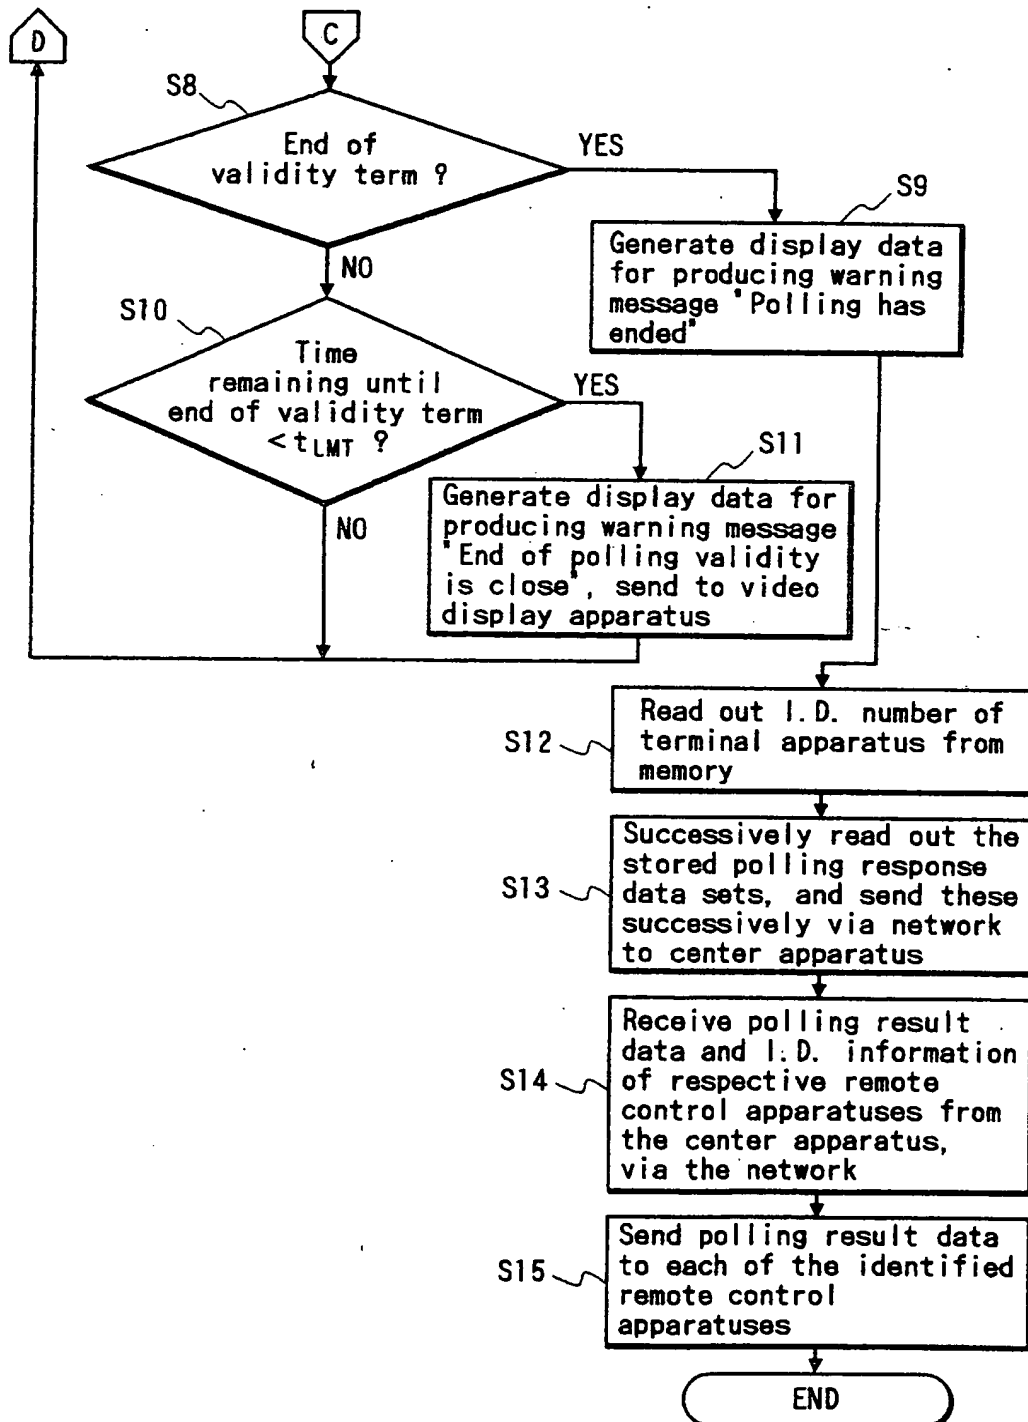 D
C
S8
End of
validity term ?
YES
S9
Generate display data
for producing warning
message "Polling has
ended"
NO
S10
Time
remaining until
end of validity term
< tLMT ?
YES
S11
Generate display data for
producing warning message
"End of polling validity
is close", send to video
display apparatus
NO
S12
Read out I.D. number of
terminal apparatus from
memory
S13
Successively read out the
stored polling response
data sets, and send these
successively via network
to center apparatus
S14
Receive polling result
data and I.D. information
of respective remote
control apparatuses from
the center apparatus,
via the network
S15
Send polling result data
to each of the identified
remote control
apparatuses
END